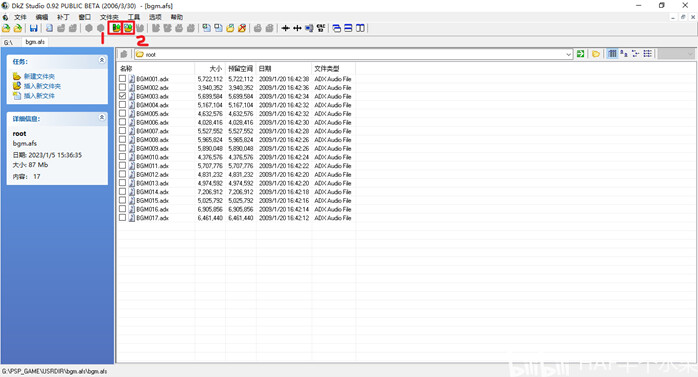 DkZ Studio 0.92 PUBLIC BETA (2006/3/30) - [bgm.afs]
文件 编辑 补丁 窗口 文件夹 工具 选项 帮助
1 2
G:\ bgm.afs
任务:
新建文件夹
插入新文件夹
插入新文件
详细信息:
root
bgm.afs
日期: 2023/1/5 15:36:35
大小: 87 Mb
内容: 17
root
名称 大小 预留空间 日期 文件类型
BGM001.adx 5,722,112 5,722,112 2009/1/20 16:42:38 ADX Audio File
BGM002.adx 3,940,352 3,940,352 2009/1/20 16:42:36 ADX Audio File
BGM003.adx 5,699,584 5,699,584 2009/1/20 16:42:34 ADX Audio File
BGM004.adx 5,167,104 5,167,104 2009/1/20 16:42:32 ADX Audio File
BGM005.adx 4,632,576 4,632,576 2009/1/20 16:42:32 ADX Audio File
BGM006.adx 4,028,416 4,028,416 2009/1/20 16:42:30 ADX Audio File
BGM007.adx 5,527,552 5,527,552 2009/1/20 16:42:28 ADX Audio File
BGM008.adx 5,965,824 5,965,824 2009/1/20 16:42:26 ADX Audio File
BGM009.adx 5,890,048 5,890,048 2009/1/20 16:42:26 ADX Audio File
BGM010.adx 4,376,576 4,376,576 2009/1/20 16:42:24 ADX Audio File
BGM011.adx 5,707,776 5,707,776 2009/1/20 16:42:22 ADX Audio File
BGM012.adx 4,831,232 4,831,232 2009/1/20 16:42:20 ADX Audio File
BGM013.adx 4,974,592 4,974,592 2009/1/20 16:42:20 ADX Audio File
BGM014.adx 7,206,912 7,206,912 2009/1/20 16:42:18 ADX Audio File
BGM015.adx 5,025,792 5,025,792 2009/1/20 16:42:16 ADX Audio File
BGM016.adx 6,905,856 6,905,856 2009/1/20 16:42:14 ADX Audio File
BGM017.adx 6,461,440 6,461,440 2009/1/20 16:42:12 ADX Audio File
bilibili
G:\PSP_GAME\USRDIR\bgm.afs\bgm.afs